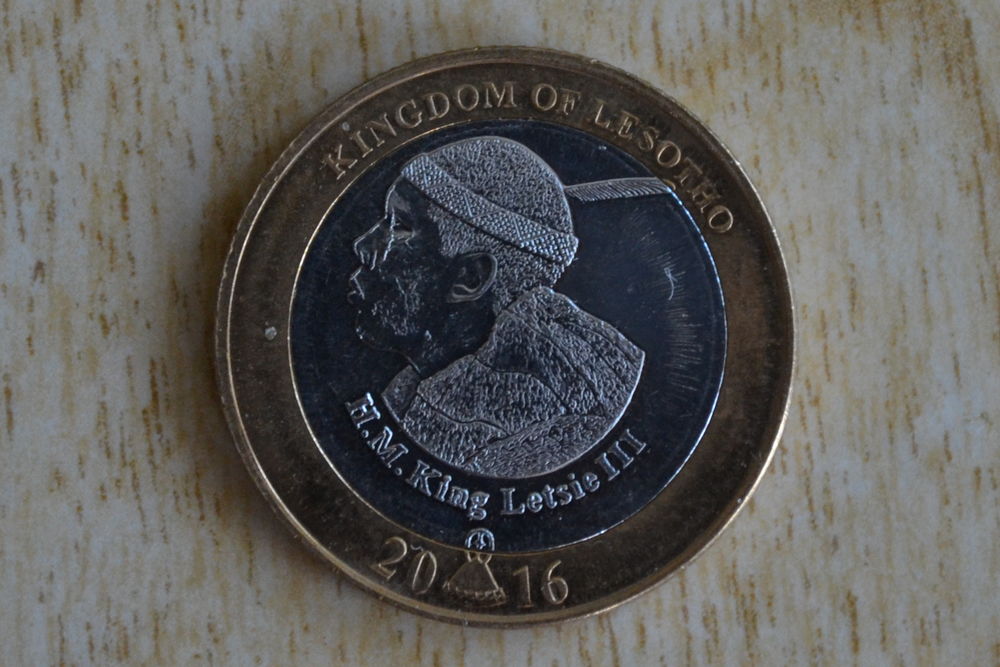 KINGDOM OF LESOTHO
H.M. King Letsie III
2016